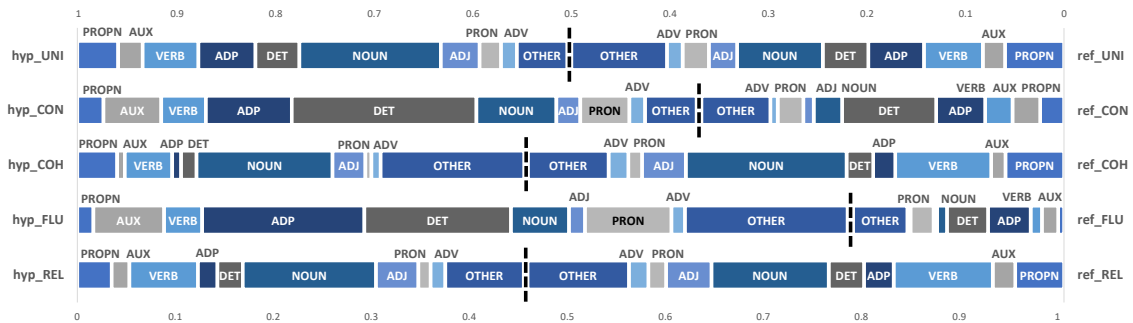 1 0.9 0.8 0.7 0.6 0.5 0.4 0.3 0.2 0.1 0
PROPN AUX PRON ADV ADV PRON AUX
hyp_UNI VERB ADP DET NOUN ADJ OTHER OTHER ADJ NOUN DET ADP VERB PROPN ref_UNI
PROPN ADV ADV PRON ADJ NOUN VERB AUX PROPN
hyp_CON AUX VERB ADP DET NOUN ADJ PRON OTHER OTHER DET ADP ref_CON
PROPN AUX ADP DET PRON ADV ADV PRON ADP AUX
hyp_COH VERB NOUN ADJ OTHER OTHER ADJ NOUN DET VERB PROPN ref_COH
PROPN ADJ ADV PRON NOUN VERB AUX
hyp_FLU AUX VERB ADP DET NOUN PRON OTHER OTHER DET ADP ref_FLU
PROPN AUX ADP PRON ADV ADV PRON AUX
hyp_REL VERB DET NOUN ADJ OTHER OTHER ADJ NOUN DET ADP VERB PROPN ref_REL
0 0.1 0.2 0.3 0.4 0.5 0.6 0.7 0.8 0.9 1